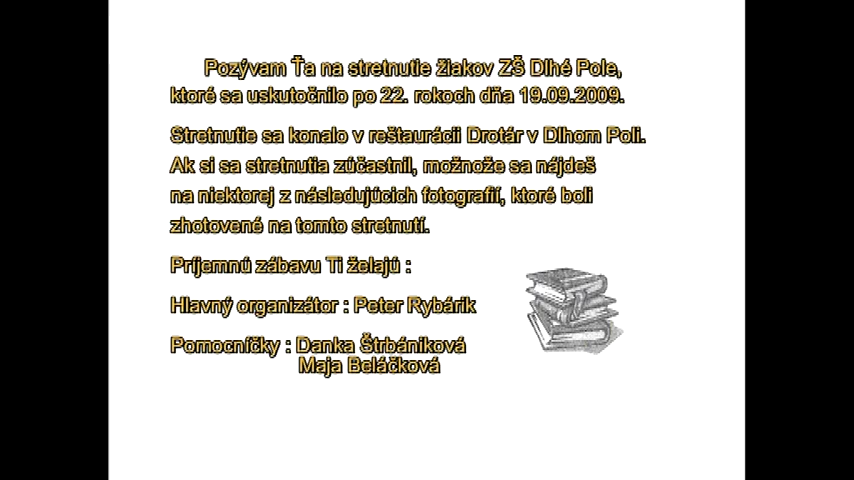 Pozývam Ťa na stretnutie žiakov ZŠ Dlhé Pole,
ktoré sa uskutočnilo po 22. rokoch dňa 19.09.2009.
Stretnutie sa konalo v reštaurácii Drotár v Dlhom Poli.
Ak si sa stretnutia zúčastnil, možnože sa nájdeš
na niektorej z následujúcich fotografií, ktoré boli
zhotovené na tomto stretnutí.
Príjemnú zábavu Ti želajú :
Hlavný organizátor : Peter Rybárik
Pomocníčky : Danka Štrbániková
Maja Beláčková